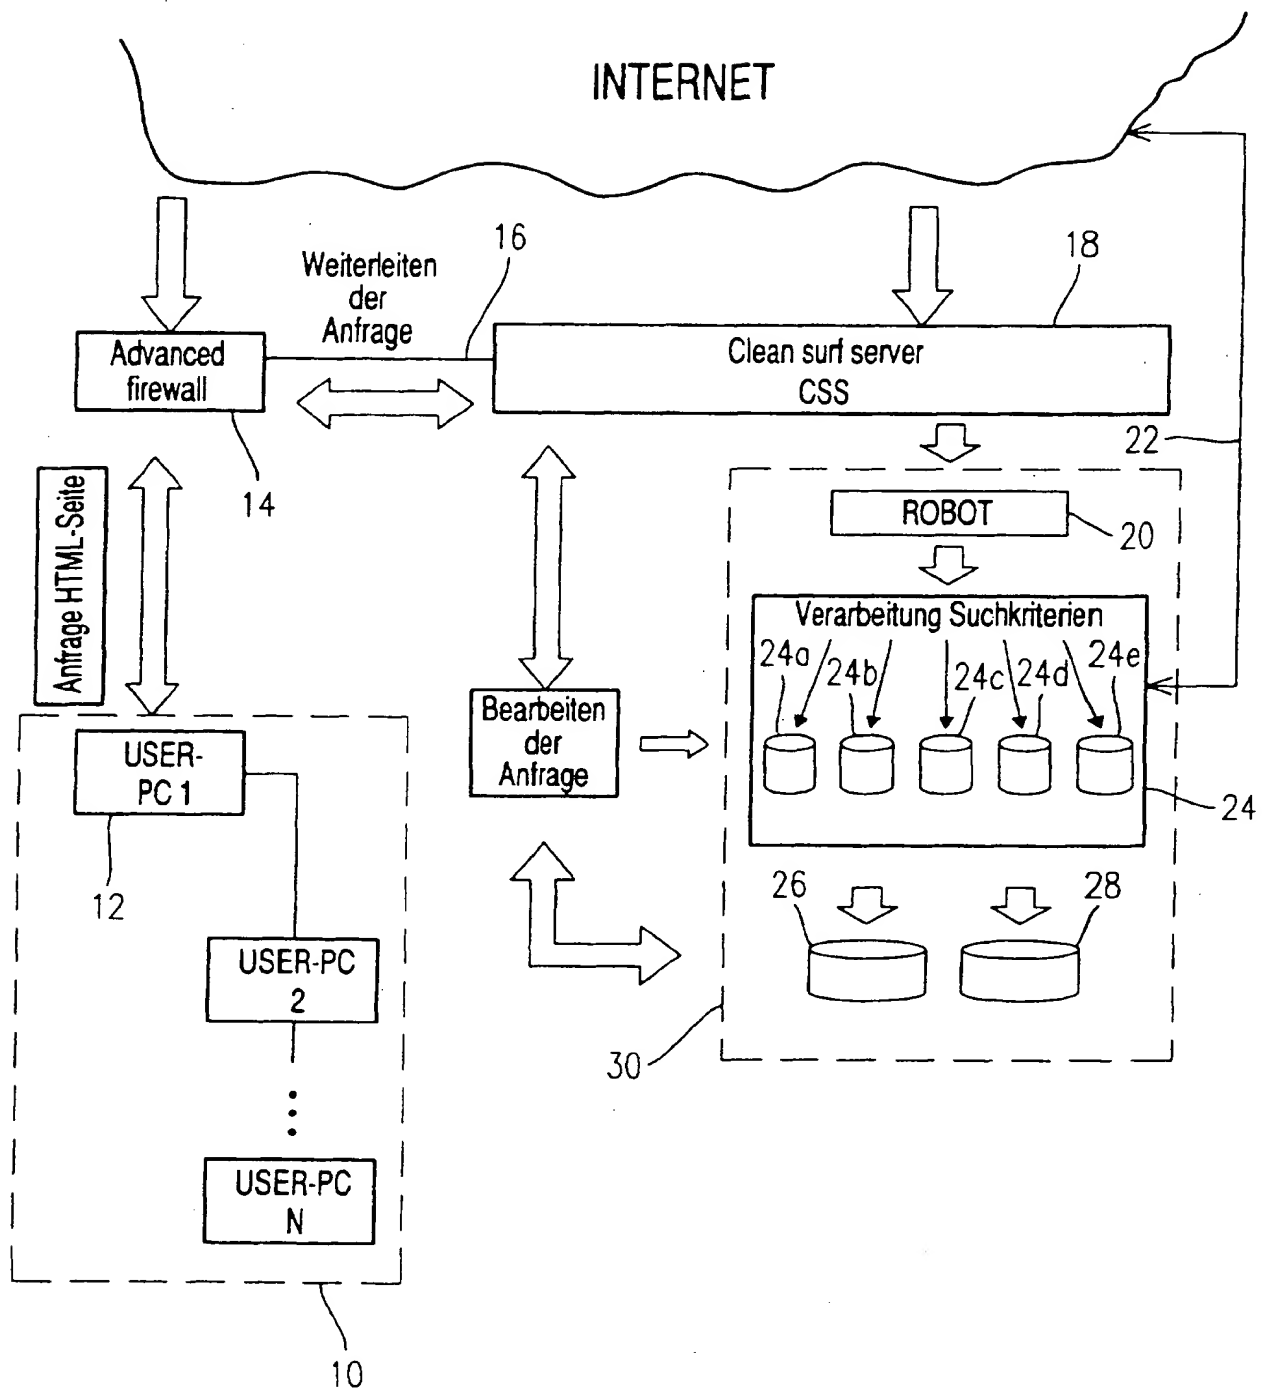 INTERNET
16
18
Weiterleiten
der
Anfrage
Advanced
firewall
Clean surf server
CSS
22
14
Anfrage HTML-Seite
ROBOT
20
Verarbeitung Suchkriterien
24a
24b
24c
24d
24e
USER-
PC 1
Bearbeiten
der
Anfrage
24
12
26
28
USER-PC
2
30
USER-PC
N
10